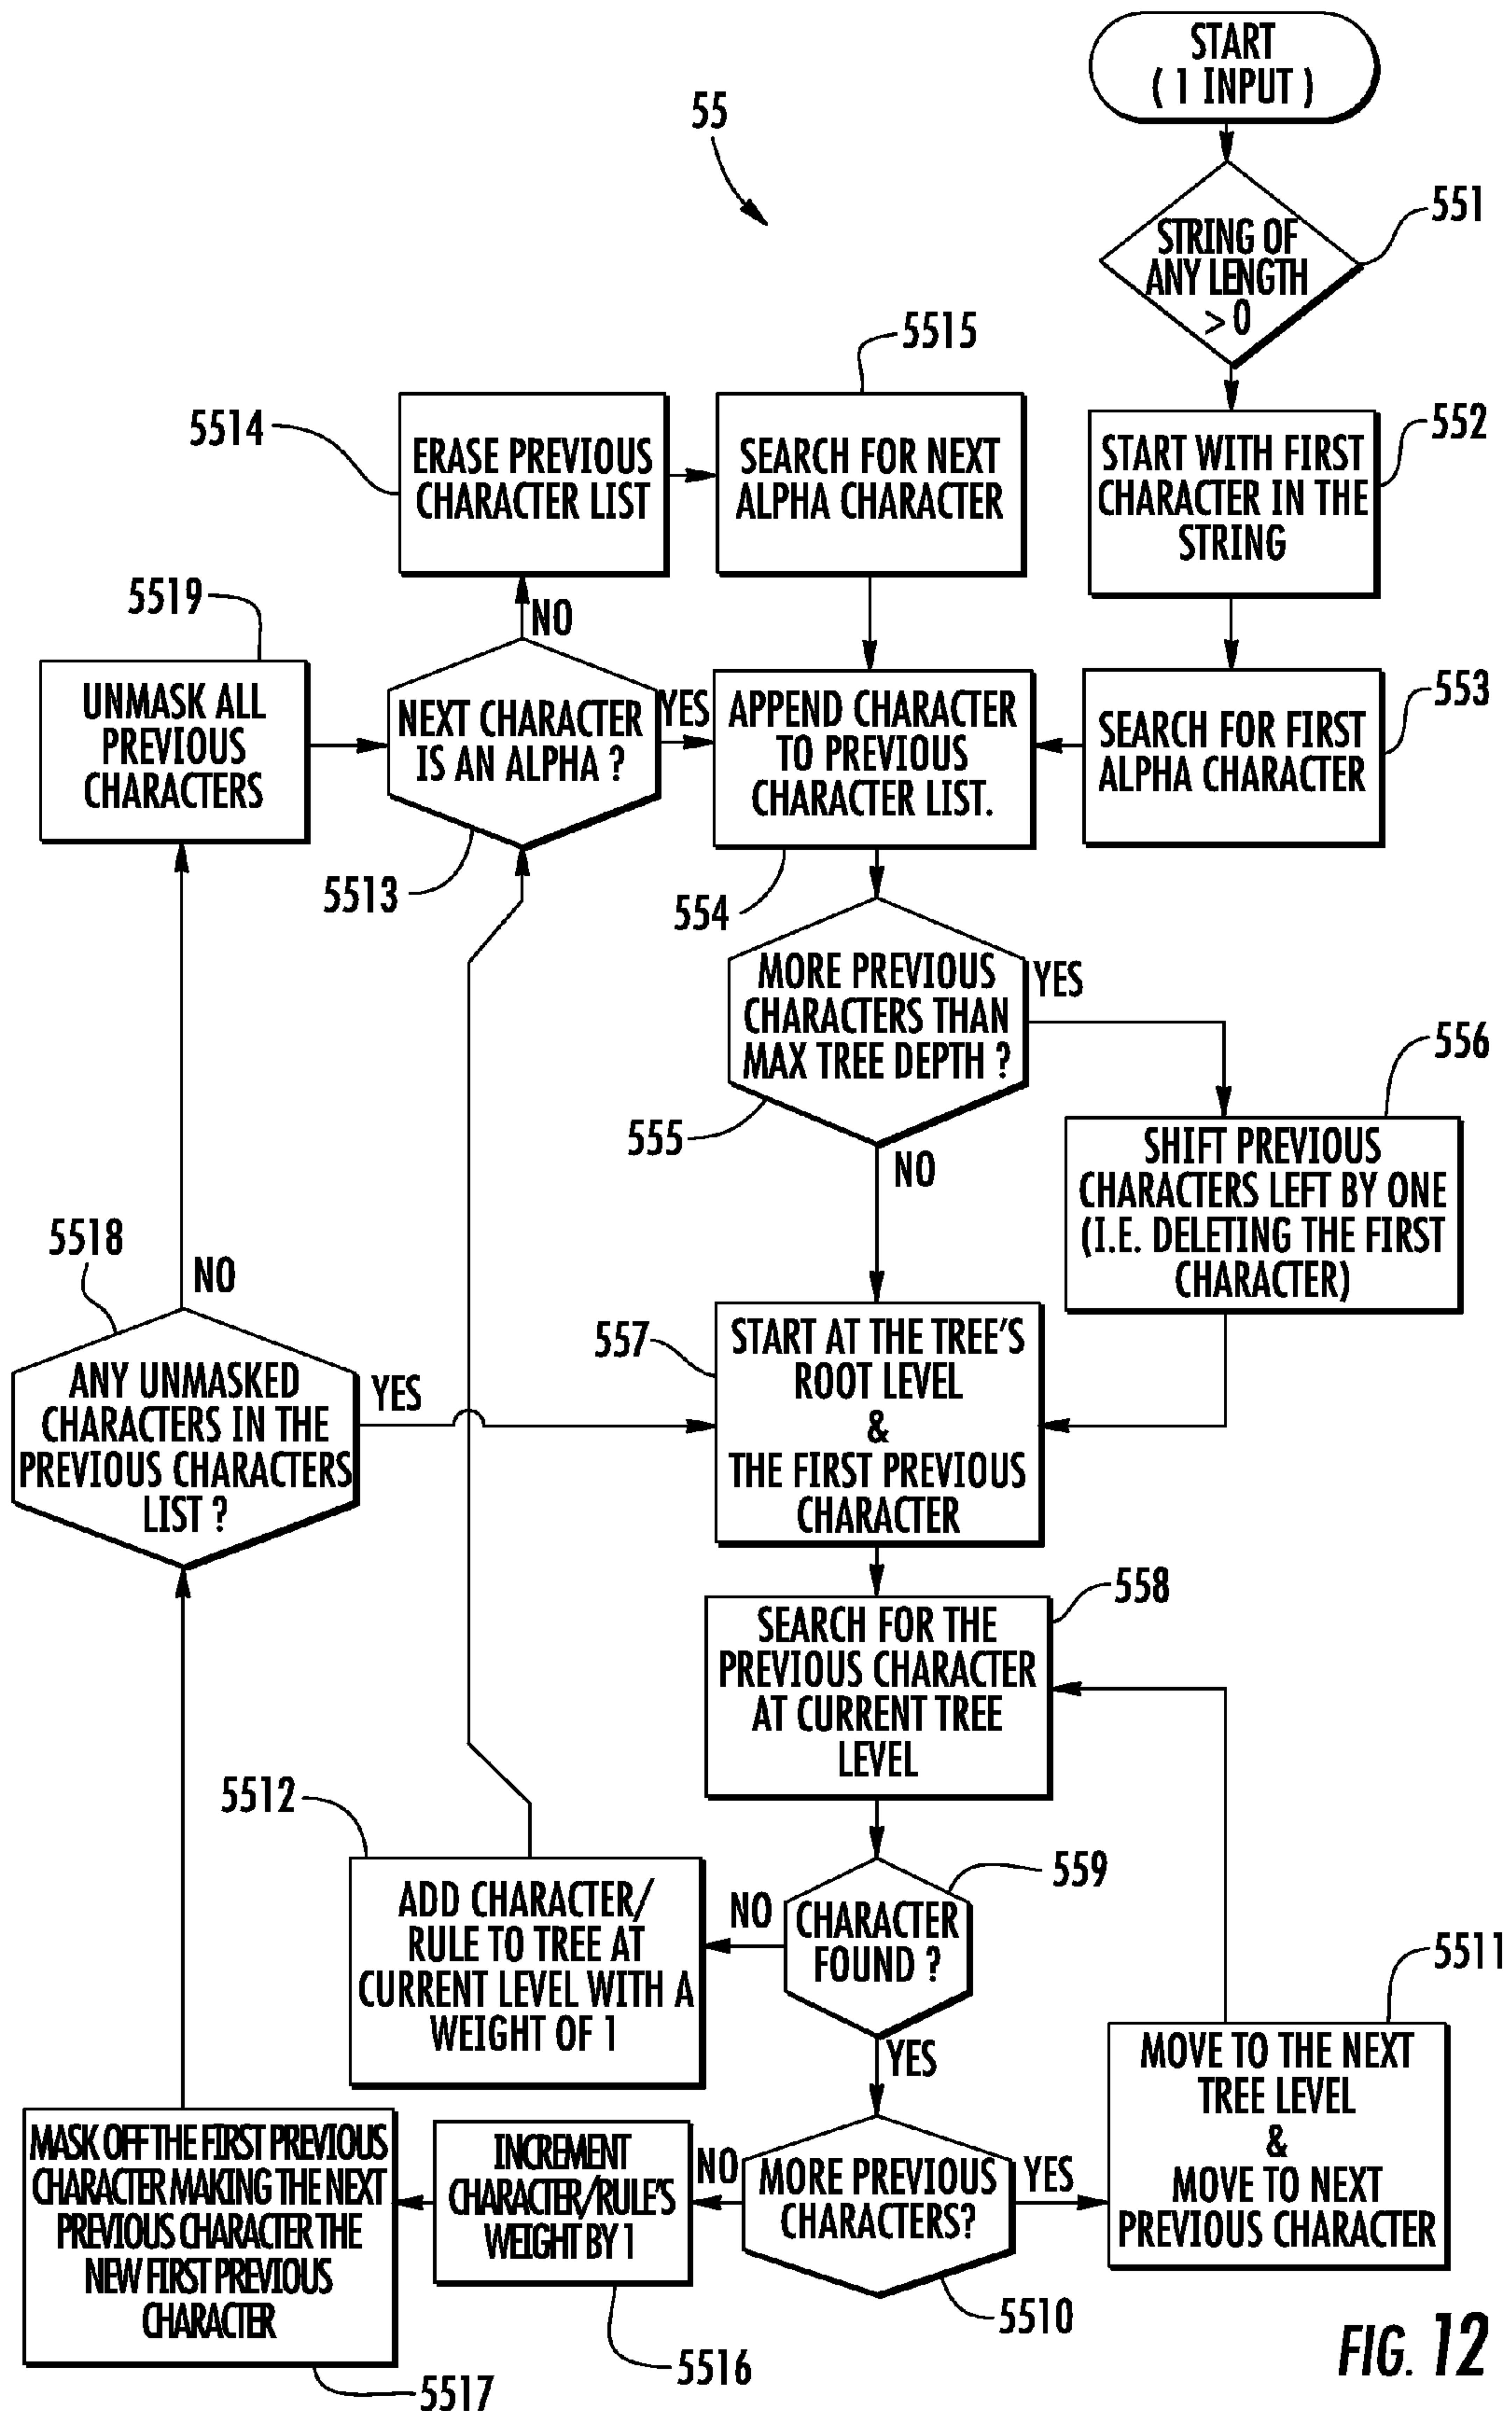 START
( 1 INPUT )
55
STRING OF
ANY LENGTH
> 0
551
5515
5514
ERASE PREVIOUS
CHARACTER LIST
SEARCH FOR NEXT
ALPHA CHARACTER
START WITH FIRST
CHARACTER IN THE
STRING
552
5519
NO
UNMASK ALL
PREVIOUS
CHARACTERS
NEXT CHARACTER
IS AN ALPHA ?
YES
APPEND CHARACTER
TO PREVIOUS
CHARACTER LIST.
SEARCH FOR FIRST
ALPHA CHARACTER
553
5513
554
MORE PREVIOUS
CHARACTERS THAN
MAX TREE DEPTH ?
YES
555
NO
556
SHIFT PREVIOUS
CHARACTERS LEFT BY ONE
(I.E. DELETING THE FIRST
CHARACTER)
5518
NO
ANY UNMASKED
CHARACTERS IN THE
PREVIOUS CHARACTERS
LIST ?
YES
557
START AT THE TREE'S
ROOT LEVEL
&
THE FIRST PREVIOUS
CHARACTER
558
SEARCH FOR THE
PREVIOUS CHARACTER
AT CURRENT TREE
LEVEL
5512
ADD CHARACTER/
RULE TO TREE AT
CURRENT LEVEL WITH A
WEIGHT OF 1
NO
CHARACTER
FOUND ?
559
YES
5511
MOVE TO THE NEXT
TREE LEVEL
&
MOVE TO NEXT
PREVIOUS CHARACTER
MASK OFF THE FIRST PREVIOUS
CHARACTER MAKING THE NEXT
PREVIOUS CHARACTER THE
NEW FIRST PREVIOUS
CHARACTER
INCREMENT
CHARACTER/RULE'S
WEIGHT BY 1
NO
MORE PREVIOUS
CHARACTERS?
YES
5510
5516
5517
FIG. 12